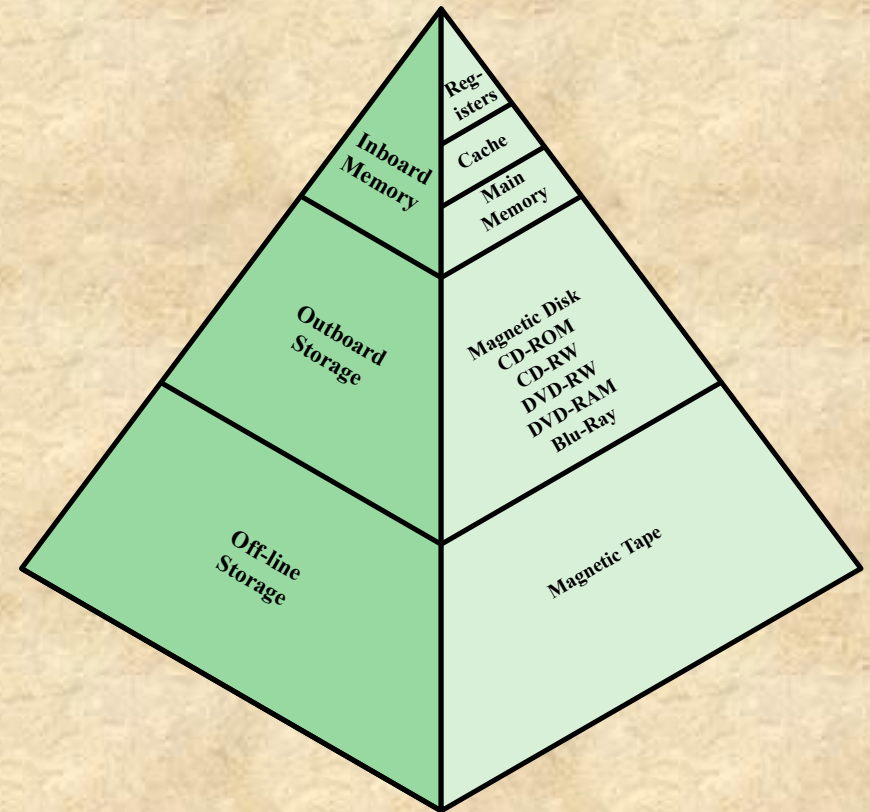 Reg-
isters
Cache
Main
Memory
Inboard
Memory
Magnetic Disk
CD-ROM
CD-RW
DVD-RW
DVD-RAM
Blu-Ray
Outboard
Storage
Magnetic Tape
Off-line
Storage